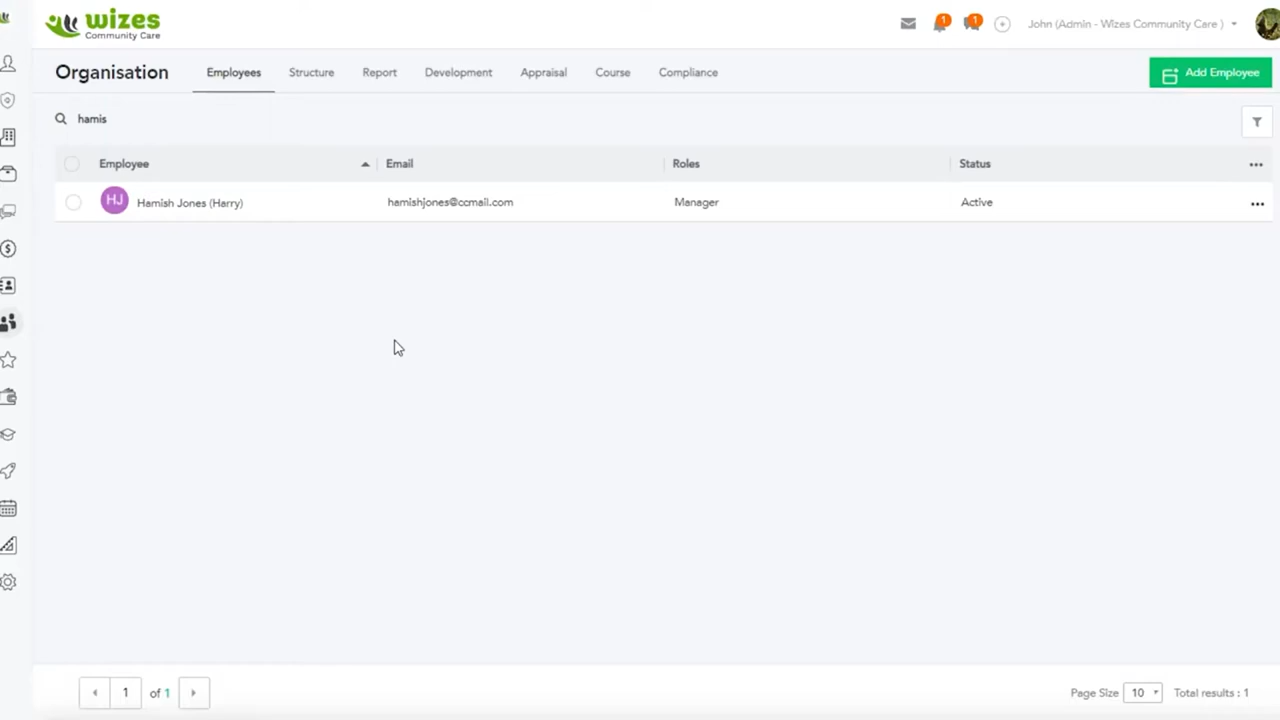 wizes
Community Care
1
1
John (Admin - Wizes Community Care )
Organisation
Employees
Structure
Report
Development
Appraisal
Course
Compliance
Add Employee
hamis
Employee
Email
Roles
Status
HJ
Hamish Jones (Harry)
hamishjones@ccmail.com
Manager
Active
1
of 1
Page Size
10
Total results : 1